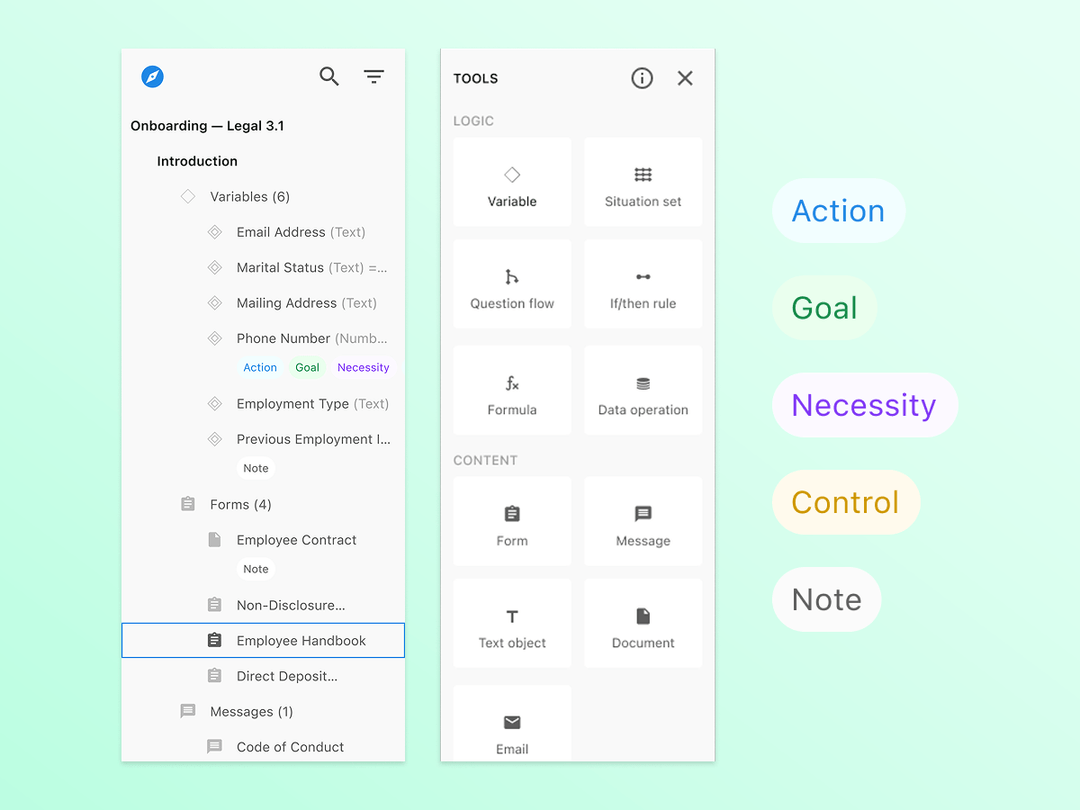 Onboarding — Legal 3.1
Introduction
Variables (6)
Email Address (Text)
Marital Status (Text) =...
Mailing Address (Text)
Phone Number (Numb...
Action Goal Necessity
Employment Type (Text)
Previous Employment I...
Note
Forms (4)
Employee Contract
Note
Non-Disclosure...
Employee Handbook
Direct Deposit...
Messages (1)
Code of Conduct
TOOLS
LOGIC
Variable
Situation set
Question flow
If/then rule
Formula
Data operation
CONTENT
Form
Message
Text object
Document
Email
Action
Goal
Necessity
Control
Note